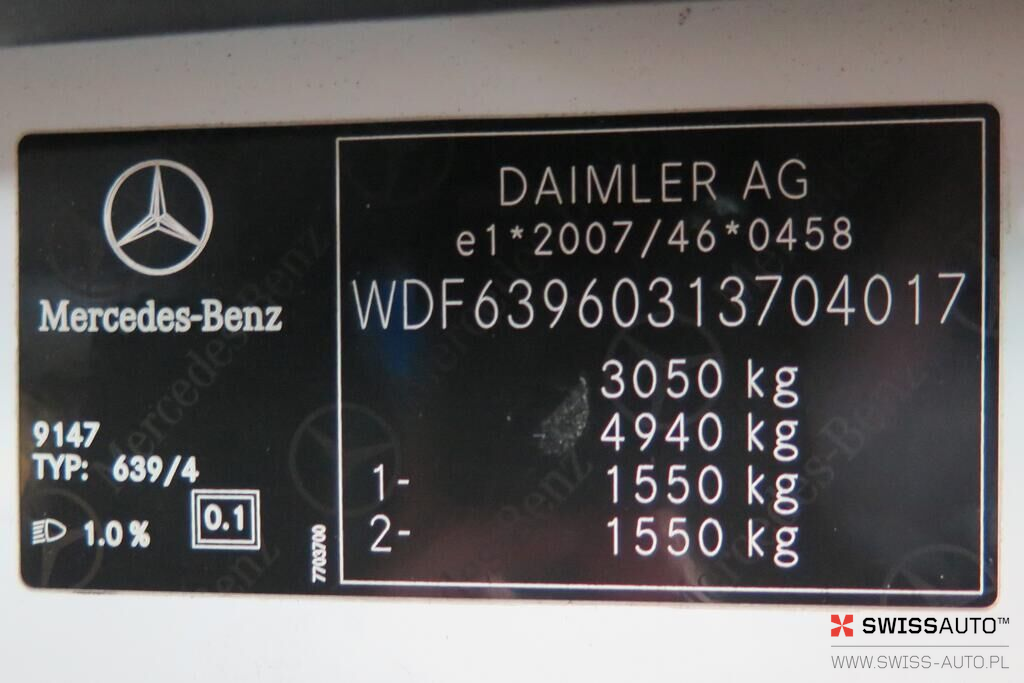 Mercedes-Benz
9147
TYP: 639/4
1.0 %
0.1
7703700
DAIMLER AG
e1*2007/46*0458
WDF63960313704017
3050 kg
4940 kg
1- 1550 kg
2- 1550 kg
SWISSAUTO™
WWW.SWISS-AUTO.PL